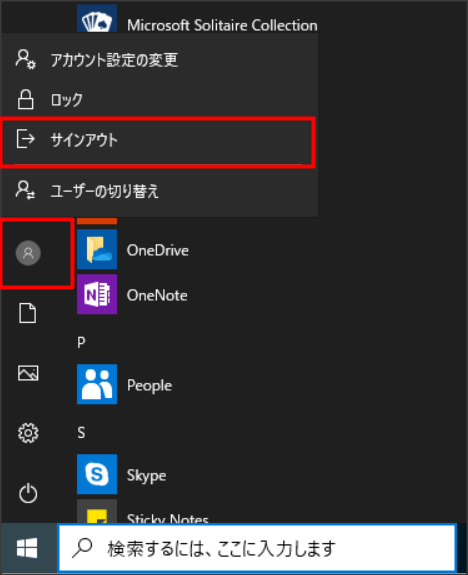 Microsoft Solitaire Collection
アカウント設定の変更
ロック
サインアウト
ユーザーの切り替え
OneDrive
OneNote
P
People
S
Skype
Sticky Notes
検索するには、ここに入力します